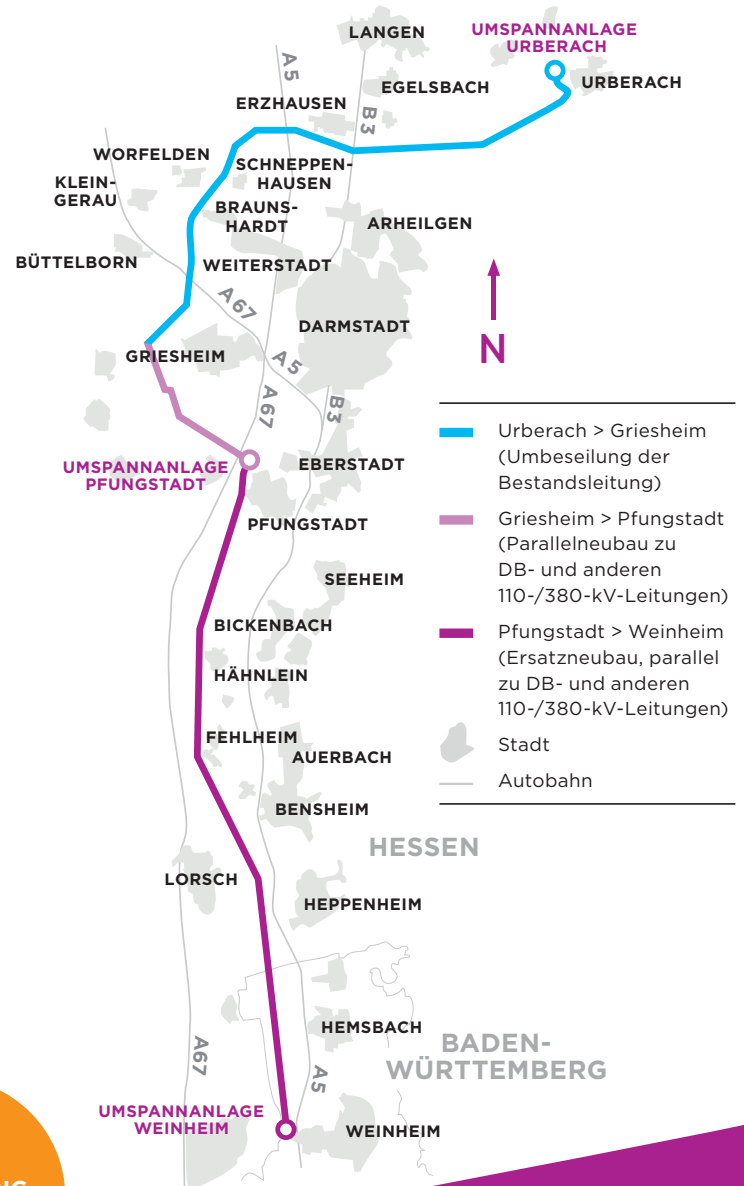 LANGEN
UMSPANNANLAGE
URBERACH
A5
EGELSBACH
URBERACH
ERZHAUSEN
B3
WORFELDEN
SCHNEPPEN-
HAUSEN
KLEIN-
GERAU
BRAUNS-
HARDT
ARHEILGEN
BÜTTELBORN
WEITERSTADT
A67
DARMSTADT
N
GRIESHEIM
A5
A67
B3
UMSPANNANLAGE
PFUNGSTADT
EBERSTADT
PFUNGSTADT
SEEHEIM
BICKENBACH
HÄHNLEIN
FEHLHEIM
AUERBACH
BENSHEIM
HESSEN
LORSCH
HEPPENHEIM
HEMSBACH
BADEN-
WÜRTTEMBERG
A67
A5
UMSPANNANLAGE
WEINHEIM
WEINHEIM
Urberach > Griesheim
(Umbeseilung der
Bestandsleitung)
Griesheim > Pfungstadt
(Parallelneubau zu
DB- und anderen
110-/380-kV-Leitungen)
Pfungstadt > Weinheim
(Ersatzneubau, parallel
zu DB- und anderen
110-/380-kV-Leitungen)
Stadt
Autobahn